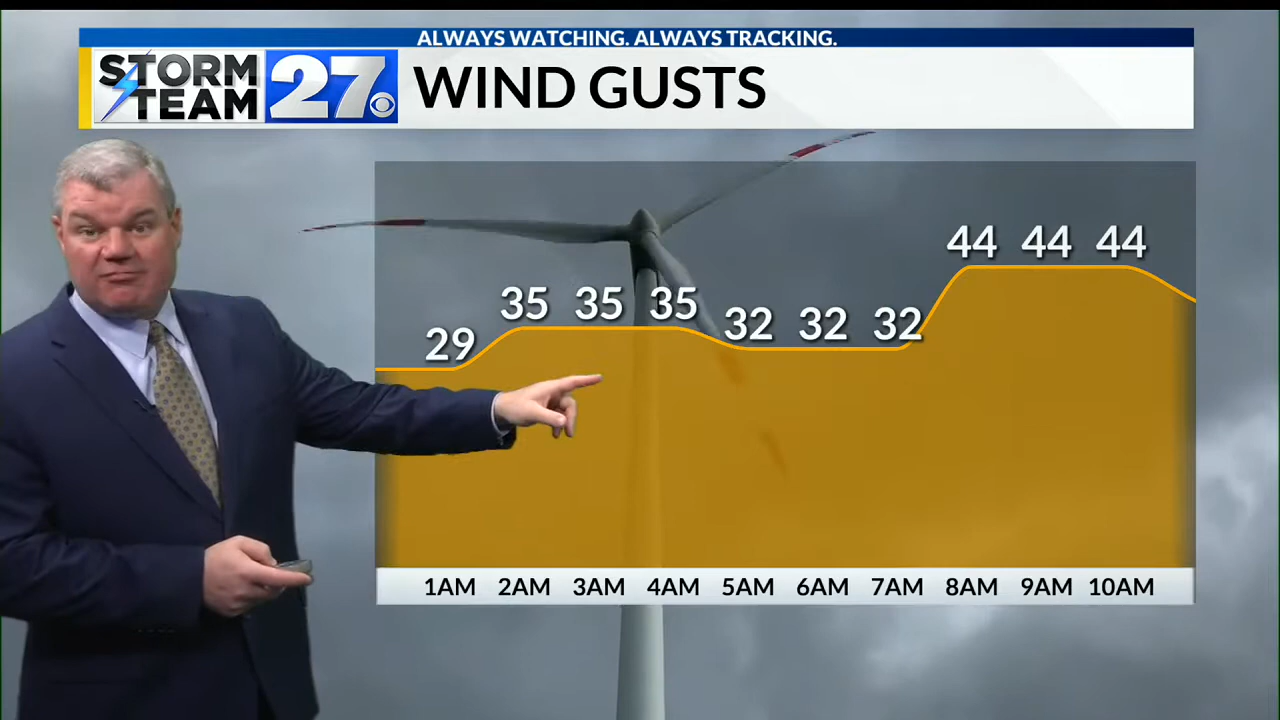 ALWAYS WATCHING. ALWAYS TRACKING.
STORM
TEAM
27
WIND GUSTS
44 44 44
35 35 35
32 32 32
29
1AM 2AM 3AM 4AM 5AM 6AM 7AM 8AM 9AM 10AM